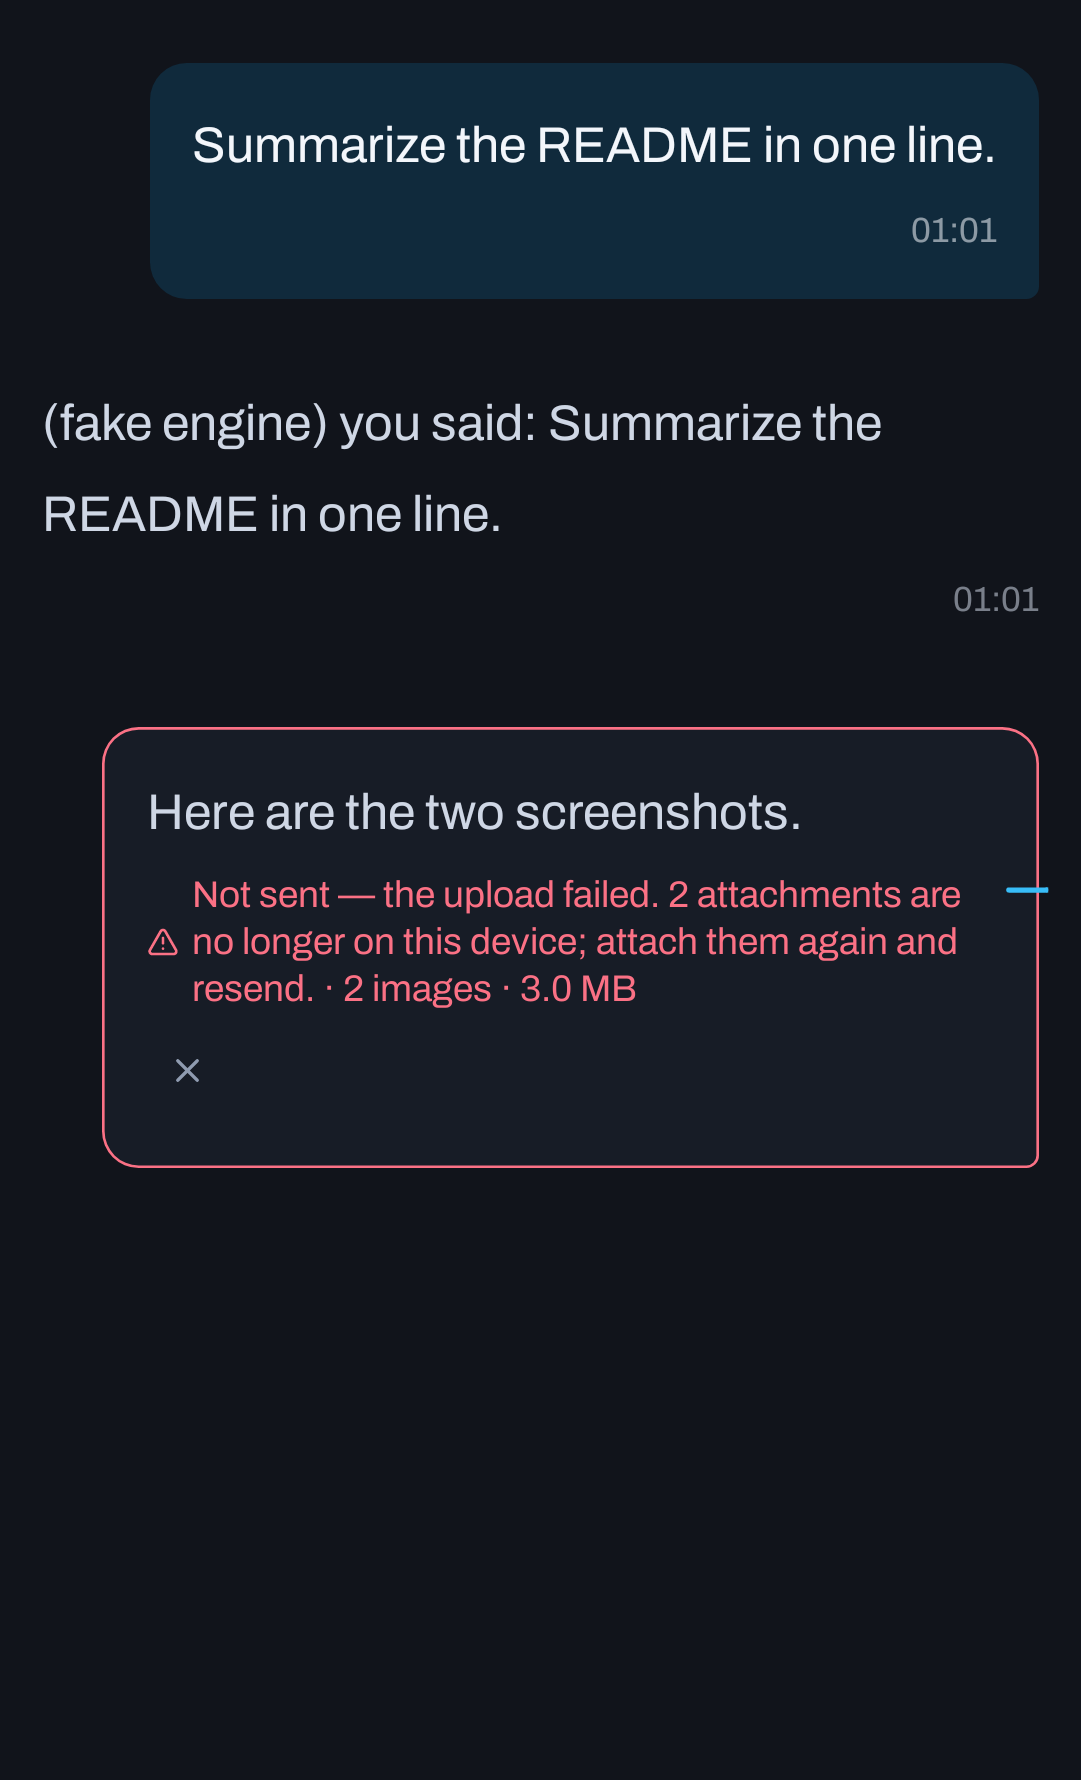 Summarize the README in one line.
01:01
(fake engine) you said: Summarize the
README in one line.
01:01
Here are the two screenshots.
Not sent — the upload failed. 2 attachments are
no longer on this device; attach them again and
resend. · 2 images · 3.0 MB